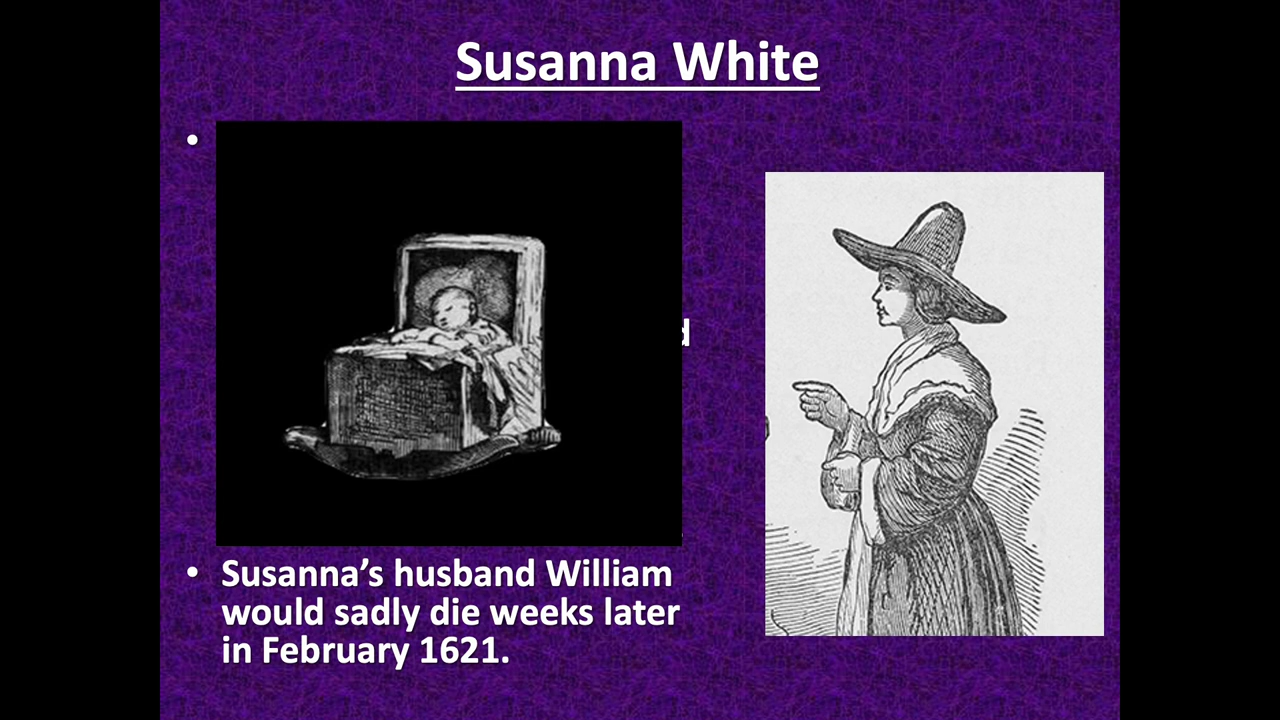 Susanna White
•
d
• Susanna’s husband William
would sadly die weeks later
in February 1621.